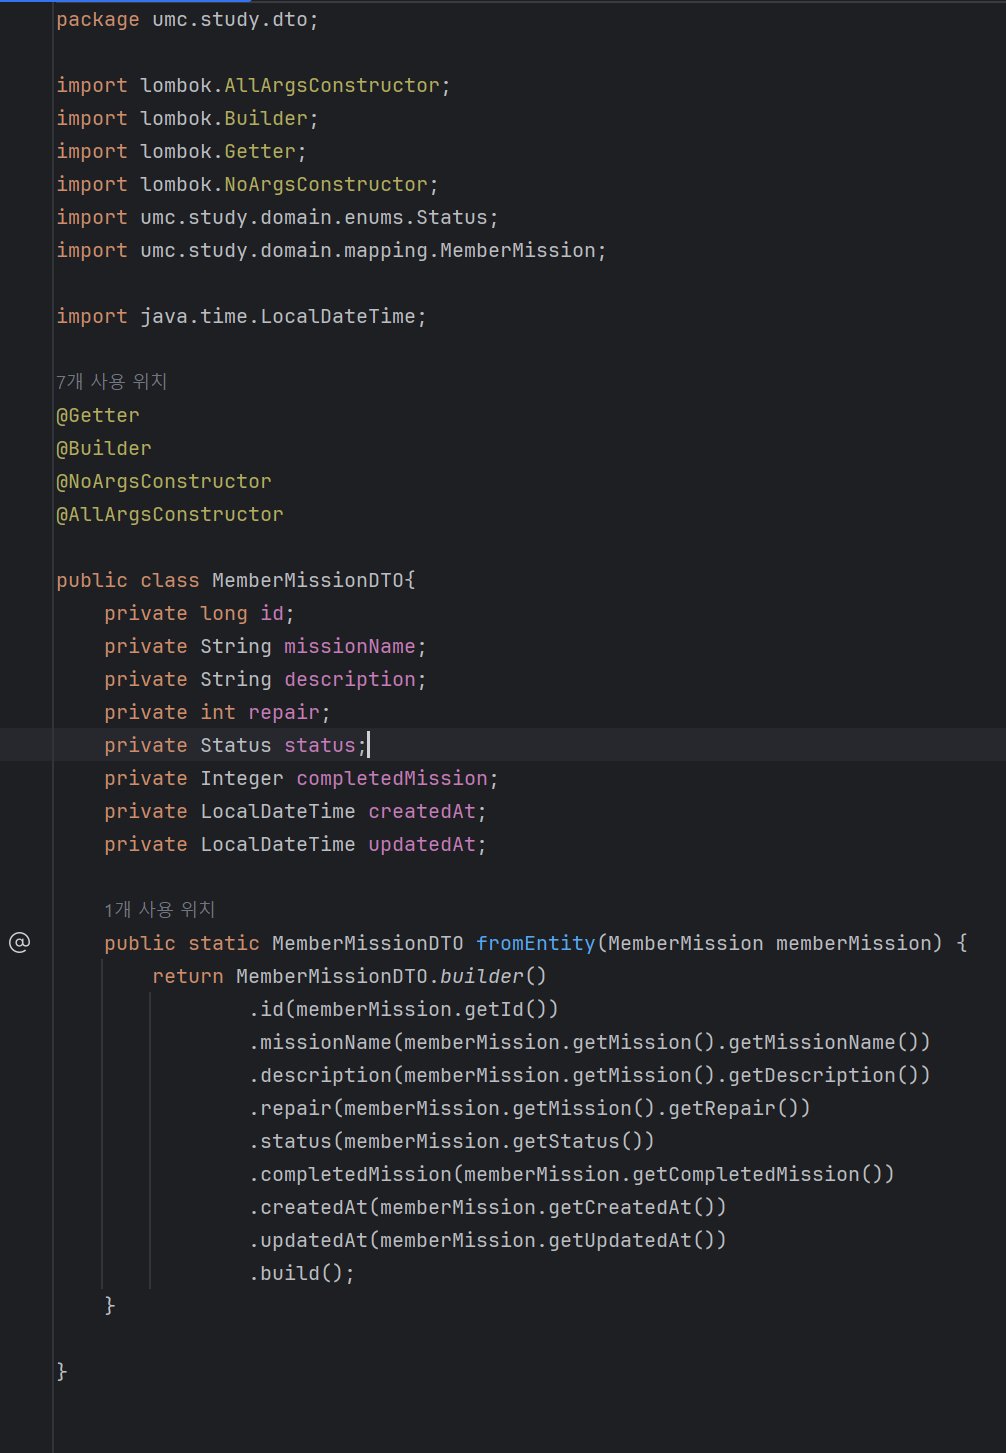 package umc.study.dto;
import lombok.AllArgsConstructor;
import lombok.Builder;
import lombok.Getter;
import lombok.NoArgsConstructor;
import umc.study.domain.enums.Status;
import umc.study.domain.mapping.MemberMission;
import java.time.LocalDateTime;
7개 사용 위치
@Getter
@Builder
@NoArgsConstructor
@AllArgsConstructor
public class MemberMissionDTO{
    private long id;
    private String missionName;
    private String description;
    private int repair;
    private Status status;
    private Integer completedMission;
    private LocalDateTime createdAt;
    private LocalDateTime updatedAt;
    1개 사용 위치
    public static MemberMissionDTO fromEntity(MemberMission memberMission) {
        return MemberMissionDTO.builder()
                .id(memberMission.getId())
                .missionName(memberMission.getMission().getMissionName())
                .description(memberMission.getMission().getDescription())
                .repair(memberMission.getMission().getRepair())
                .status(memberMission.getStatus())
                .completedMission(memberMission.getCompletedMission())
                .createdAt(memberMission.getCreatedAt())
                .updatedAt(memberMission.getUpdatedAt())
                .build();
    }
}